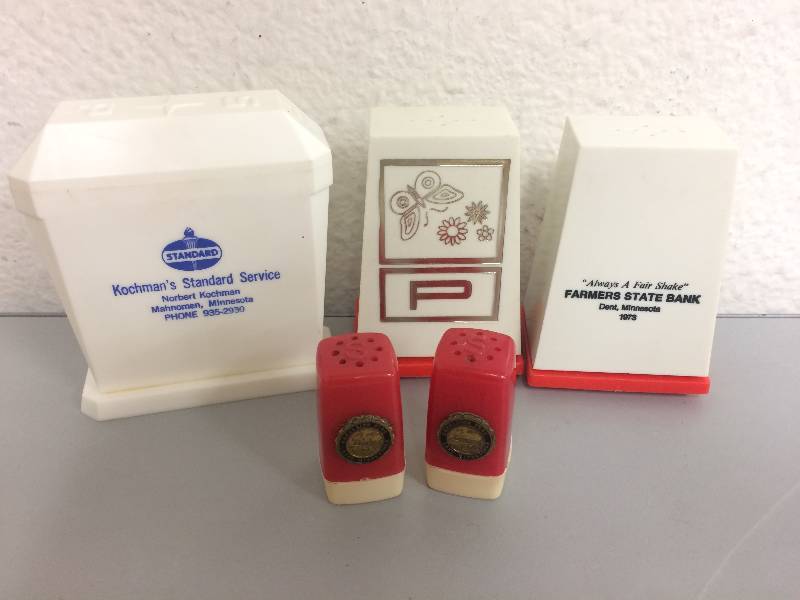 STANDARD
Kochman's Standard Service
Norbert Kochman
Mahnomen, Minnesota
PHONE 935-2930
P
"Always A Fair Shake"
FARMERS STATE BANK
Dent, Minnesota
1973
S